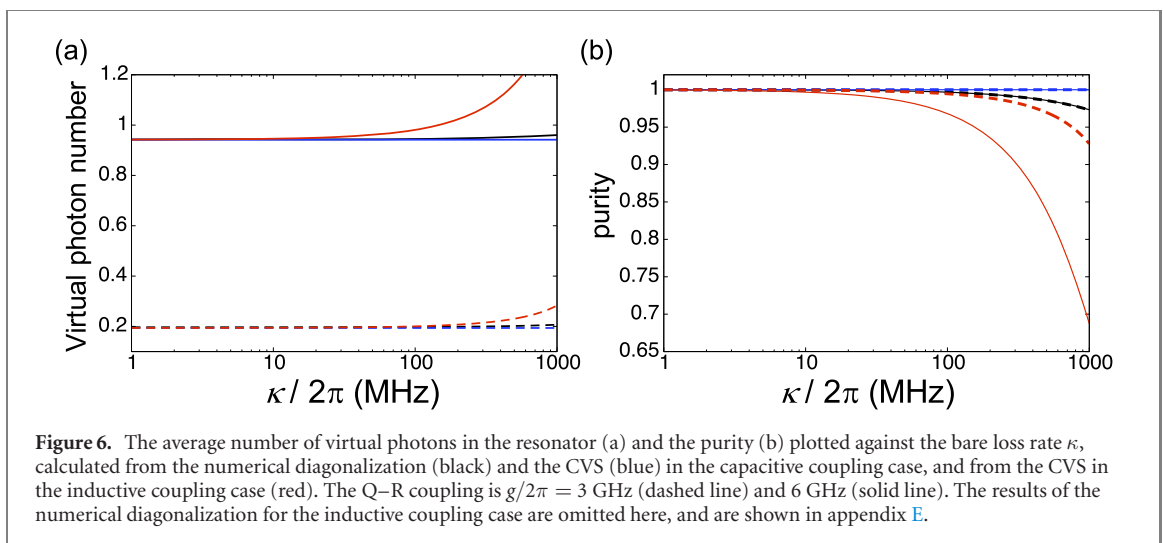 (a)
(b)
Virtual photon number
1.2
1
0.8
0.6
0.4
0.2
1
10
100
1000
κ/ 2π (MHz)
purity
1
0.95
0.9
0.85
0.8
0.75
0.7
0.65
1
10
100
1000
κ/ 2π (MHz)
Figure 6. The average number of virtual photons in the resonator (a) and the purity (b) plotted against the bare loss rate κ,
calculated from the numerical diagonalization (black) and the CVS (blue) in the capacitive coupling case, and from the CVS in
the inductive coupling case (red). The Q–R coupling is g/2π = 3 GHz (dashed line) and 6 GHz (solid line). The results of the
numerical diagonalization for the inductive coupling case are omitted here, and are shown in appendix E.